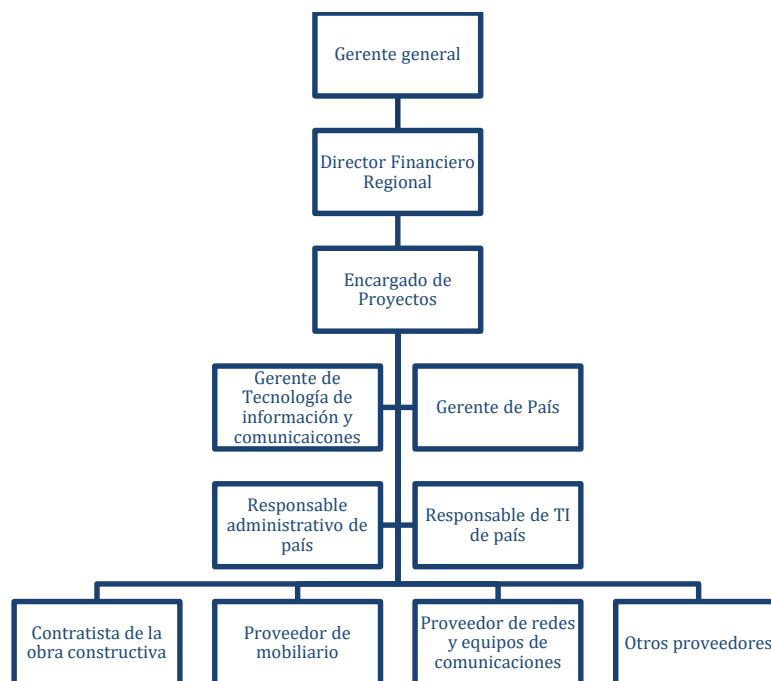 Gerente general
Director Financiero
Regional
Encargado de
Proyectos
Gerente de
Tecnología de
información y
comunicaicones
Gerente de País
Responsable
administrativo de
país
Responsable de TI
de país
Contratista de la
obra constructiva
Proveedor de
mobiliario
Proveedor de redes
y equipos de
comunicaciones
Otros proveedores